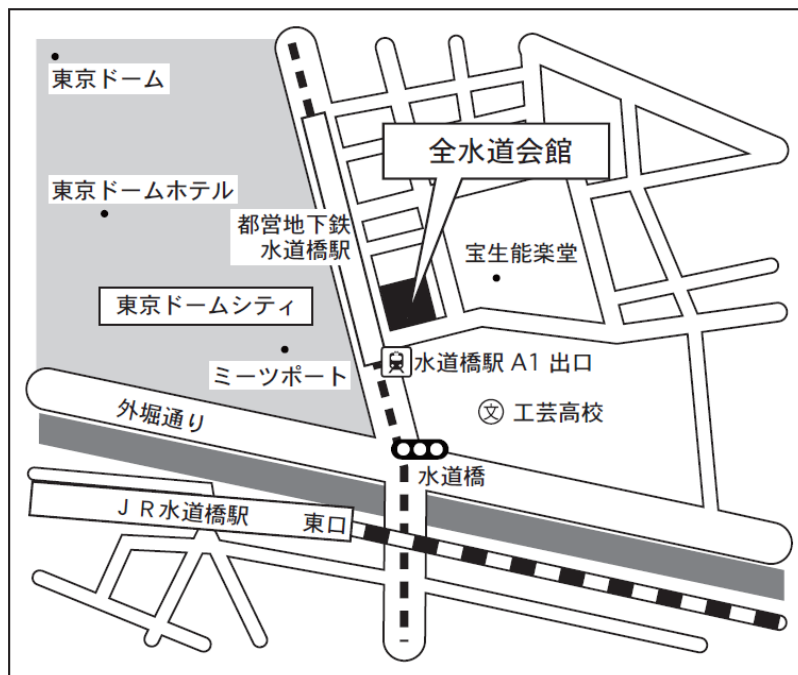 東京ドーム
全水道会館
東京ドームホテル
都営地下鉄
水道橋駅
宝生能楽堂
東京ドームシティ
ミーツポート
水道橋駅 A1 出口
外堀通り
文 工芸高校
水道橋
JR水道橋駅 東口